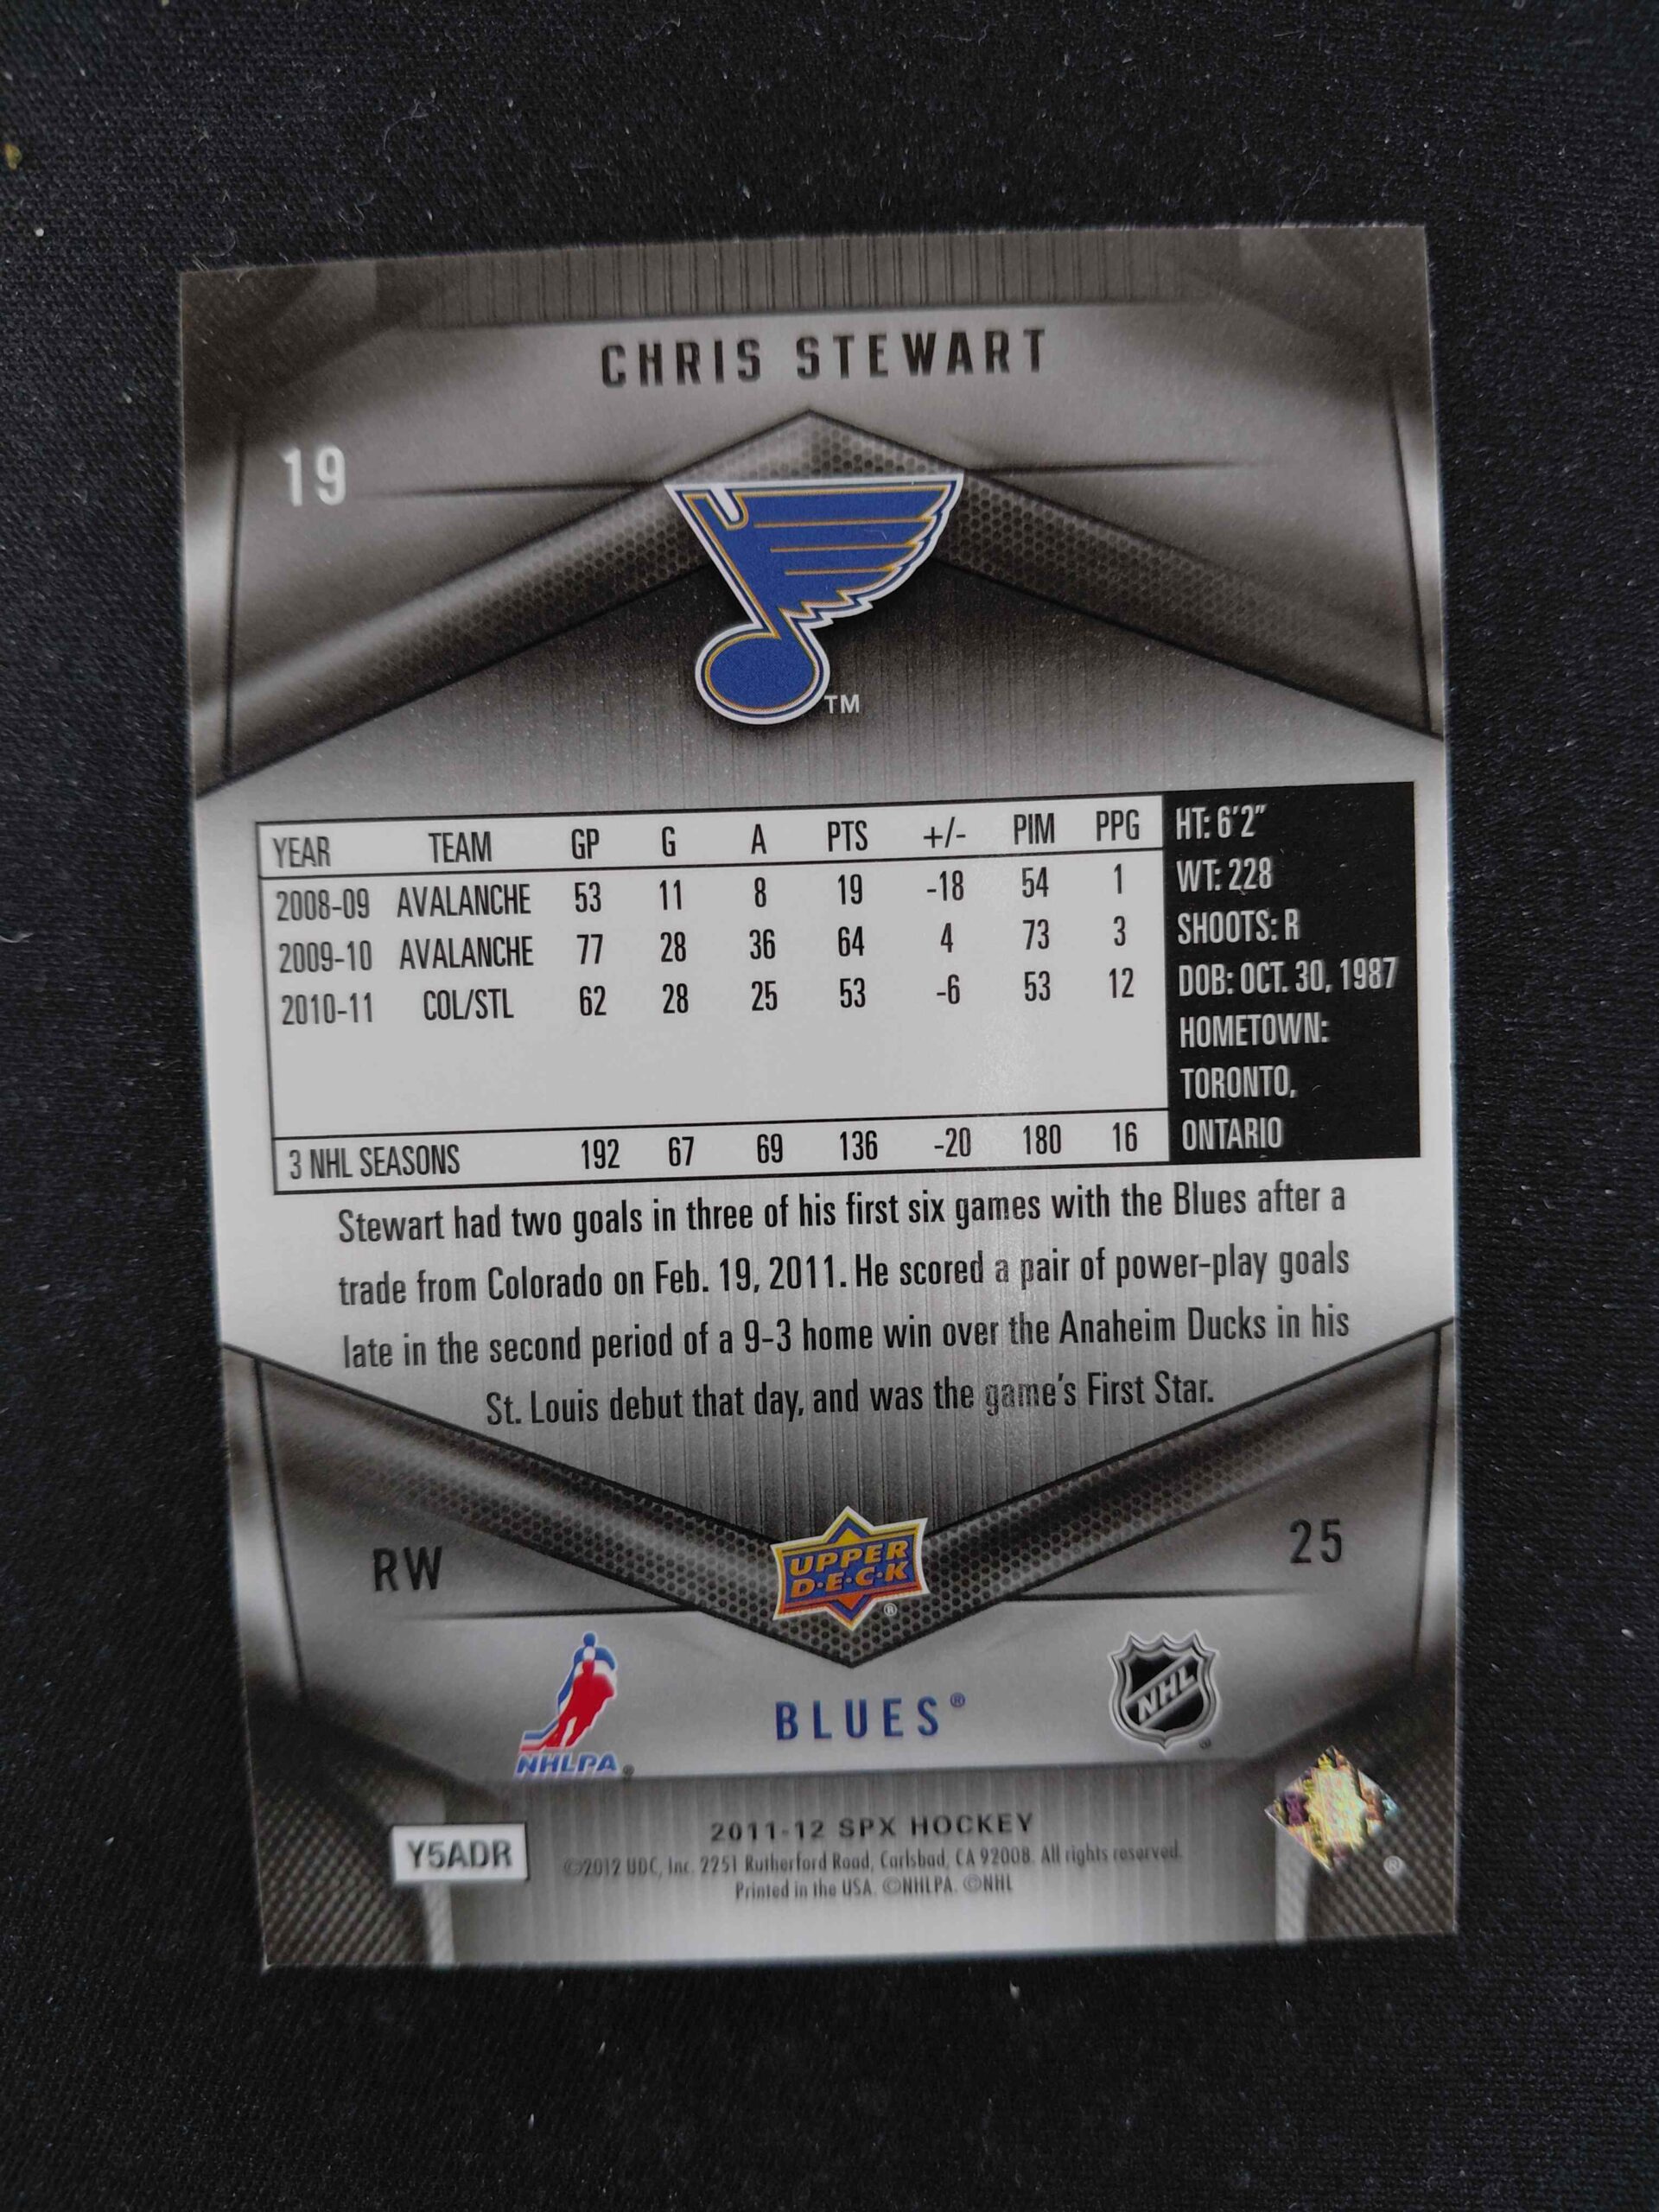 CHRIS STEWART
19
TM
YEAR TEAM GP G A PTS +/- PIM PPG
2008-09 AVALANCHE 53 11 8 19 -18 54 1
2009-10 AVALANCHE 77 28 36 64 4 73 3
2010-11 COL/STL 62 28 25 53 -6 53 12
3 NHL SEASONS 192 67 69 136 -20 180 16
HT: 6'2"
WT: 228
SHOOTS: R
DOB: OCT. 30, 1987
HOMETOWN:
TORONTO,
ONTARIO
Stewart had two goals in three of his first six games with the Blues after a
trade from Colorado on Feb. 19, 2011. He scored a pair of power-play goals
late in the second period of a 9-3 home win over the Anaheim Ducks in his
St. Louis debut that day, and was the game's First Star.
RW
UPPER
D·E·C·K
®
25
NHLPA ®
BLUES®
NHL ®
Y5ADR
2011-12 SPX HOCKEY
©2012 UDC, Inc. 2251 Rutherford Road, Carlsbad, CA 92008. All rights reserved.
Printed in the USA. ©NHLPA. ©NHL
®